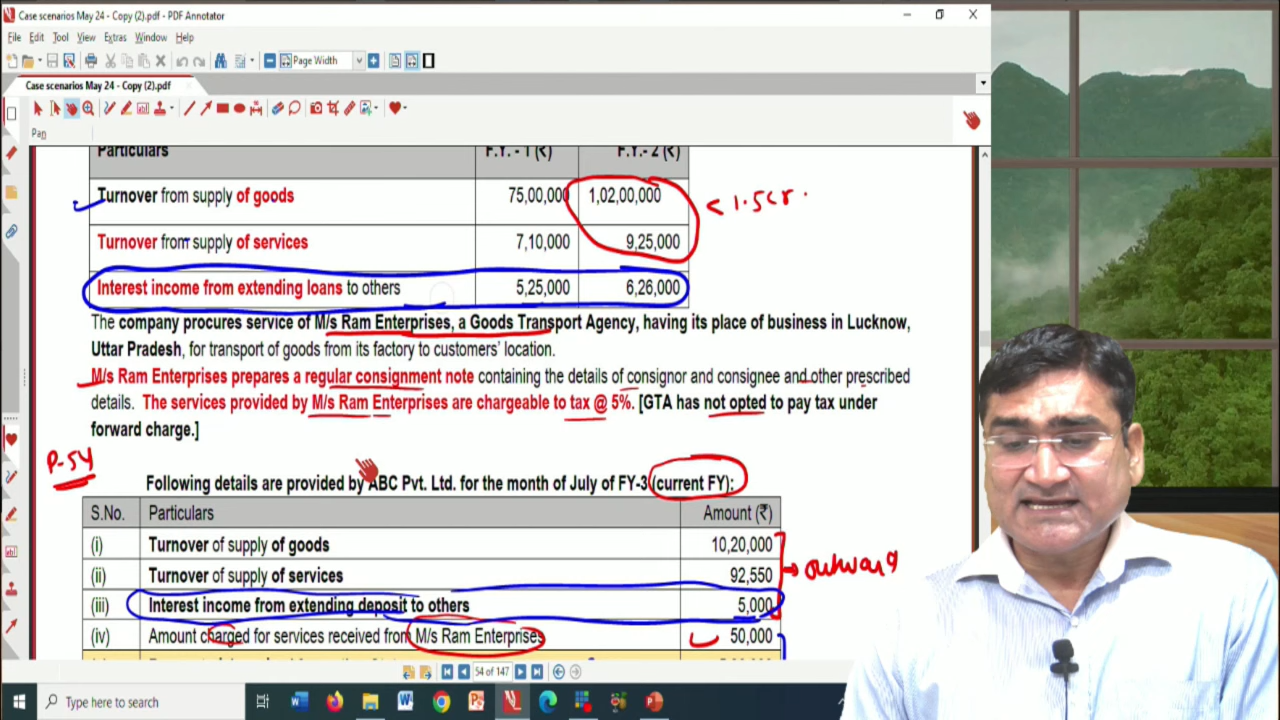 Case scenarios May 24 - Copy (2).pdf - PDF Annotator
File Edit Tool View Extras Window Help
Page Width
Case scenarios May 24 - Copy (2).pdf
Pan
Particulars F.Y. - 1 (₹) F.Y.- 2 (₹)
Turnover from supply of goods 75,00,000 1,02,00,000
< 1.5 cr.
Turnover from supply of services 7,10,000 9,25,000
Interest income from extending loans to others 5,25,000 6,26,000
The company procures service of M/s Ram Enterprises, a Goods Transport Agency, having its place of business in Lucknow,
Uttar Pradesh, for transport of goods from its factory to customers' location.
M/s Ram Enterprises prepares a regular consignment note containing the details of consignor and consignee and other prescribed
details. The services provided by M/s Ram Enterprises are chargeable to tax @ 5%. [GTA has not opted to pay tax under
forward charge.]
P-54
Following details are provided by ABC Pvt. Ltd. for the month of July of FY-3 (current FY):
S.No. Particulars Amount (₹)
(i) Turnover of supply of goods 10,20,000
(ii) Turnover of supply of services 92,550
outward
(iii) Interest income from extending deposit to others 5,000
(iv) Amount charged for services received from M/s Ram Enterprises 50,000
54 of 147
Type here to search